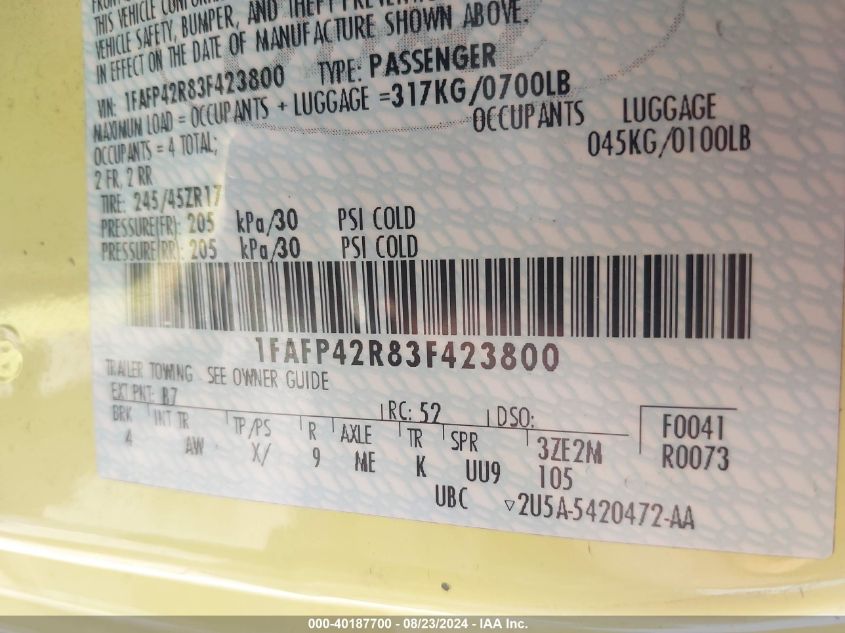 THIS VEHICLE CONFORM
VEHICLE SAFETY, BUMPER, AND THEFT PREVENTION
IN EFFECT ON THE DATE OF MANUFACTURE SHOWN ABOVE.
VIN: 1FAFP42R83F423800 TYPE: PASSENGER
MAXIMUM LOAD = OCCUPANTS + LUGGAGE = 317KG/0700LB
OCCUPANTS = 4 TOTAL; OCCUPANTS LUGGAGE
2 FR, 2 RR 045KG/0100LB
TIRE: 245/45ZR17
PRESSURE(FR): 205 kPa/30 PSI COLD
PRESSURE(RR): 205 kPa/30 PSI COLD
1FAFP42R83F423800
TRAILER TOWING - SEE OWNER GUIDE
EXT PNT: B7 RC: 52 DSO: F0041
BRK INT TR TP/PS R AXLE TR SPR 3ZE2M R0073
4 AW X/ 9 ME K UU9 105
UBC ▽2U5A-5420472-AA
000-40187700 - 08/23/2024 - IAA Inc.